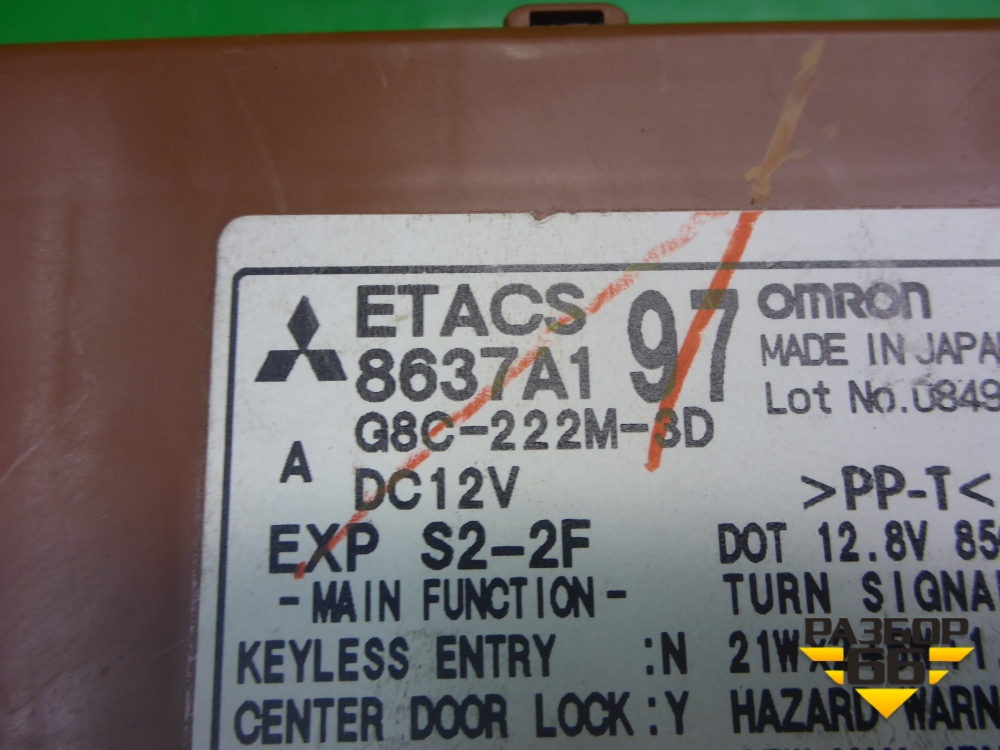 ETACS
8637A1 97
G8C-222M-3D
A
DC12V
EXP S2-2F
-MAIN FUNCTION-
KEYLESS ENTRY :N
CENTER DOOR LOCK :Y
OMRON
MADE IN JAPA
Lot No.0849
>PP-T<
DOT 12.8V 85
TURN SIGNA
21W
HAZARD WARN
РАЗБОР
66